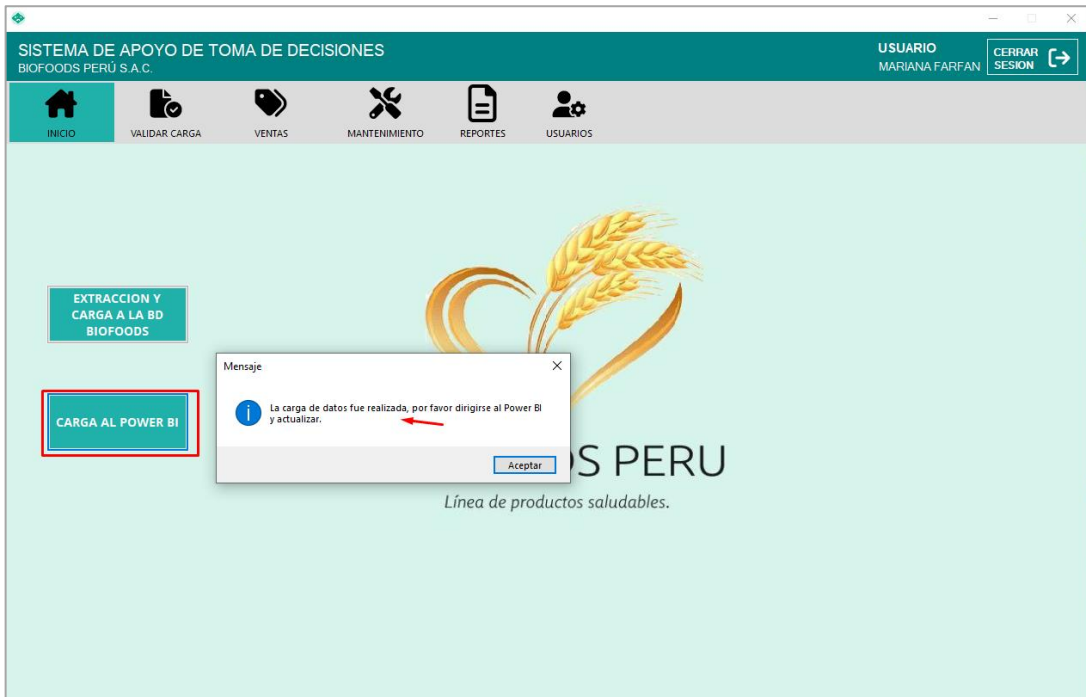 SISTEMA DE APOYO DE TOMA DE DECISIONES
BIOFOODS PERÚ S.A.C.
USUARIO
MARIANA FARFAN
CERRAR
SESION
INICIO
VALIDAR CARGA
VENTAS
MANTENIMIENTO
REPORTES
USUARIOS
EXTRACCION Y
CARGA A LA BD
BIOFOODS
CARGA AL POWER BI
Mensaje
La carga de datos fue realizada, por favor dirigirse al Power BI
y actualizar.
Aceptar
S PERU
Línea de productos saludables.